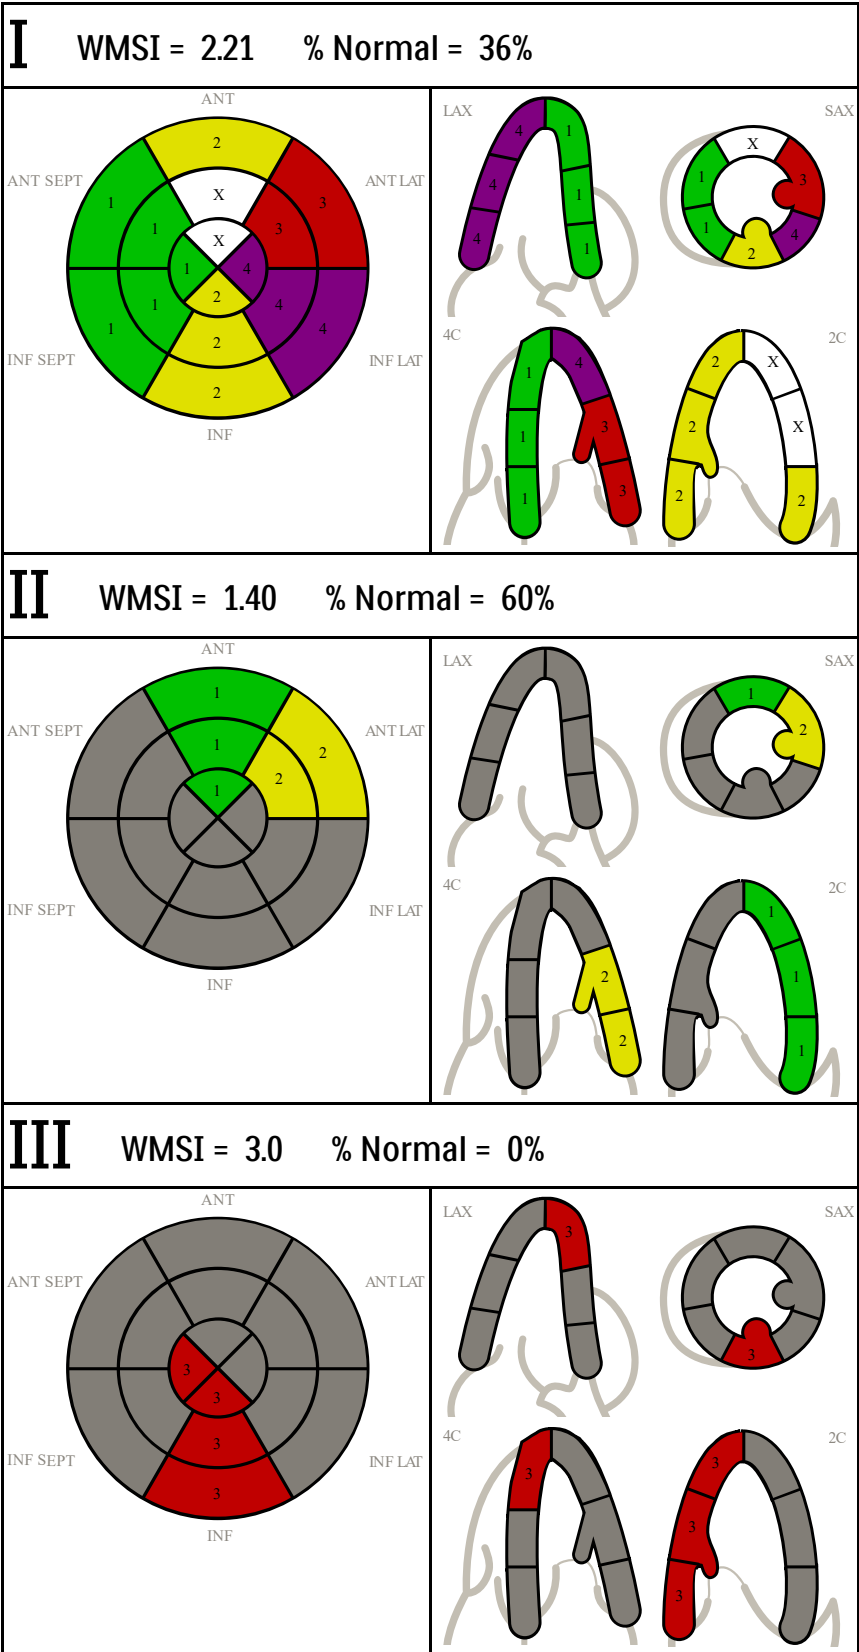 I WMSI = 2.21 % Normal = 36%
ANT
ANT SEPT
ANT LAT
INF SEPT
INF LAT
INF
2
1
3
X
1
3
X
1
4
2
1
4
1
4
2
2
LAX
4
1
4
1
4
1
SAX
X
1
3
1
4
2
4C
1
4
1
3
1
3
2C
2
X
2
X
2
2
II WMSI = 1.40 % Normal = 60%
ANT
ANT SEPT
ANT LAT
INF SEPT
INF LAT
INF
1
2
1
2
1
LAX
SAX
1
2
4C
2
2
2C
1
1
1
III WMSI = 3.0 % Normal = 0%
ANT
ANT SEPT
ANT LAT
INF SEPT
INF LAT
INF
3
3
3
3
LAX
3
SAX
3
4C
3
2C
3
3
3